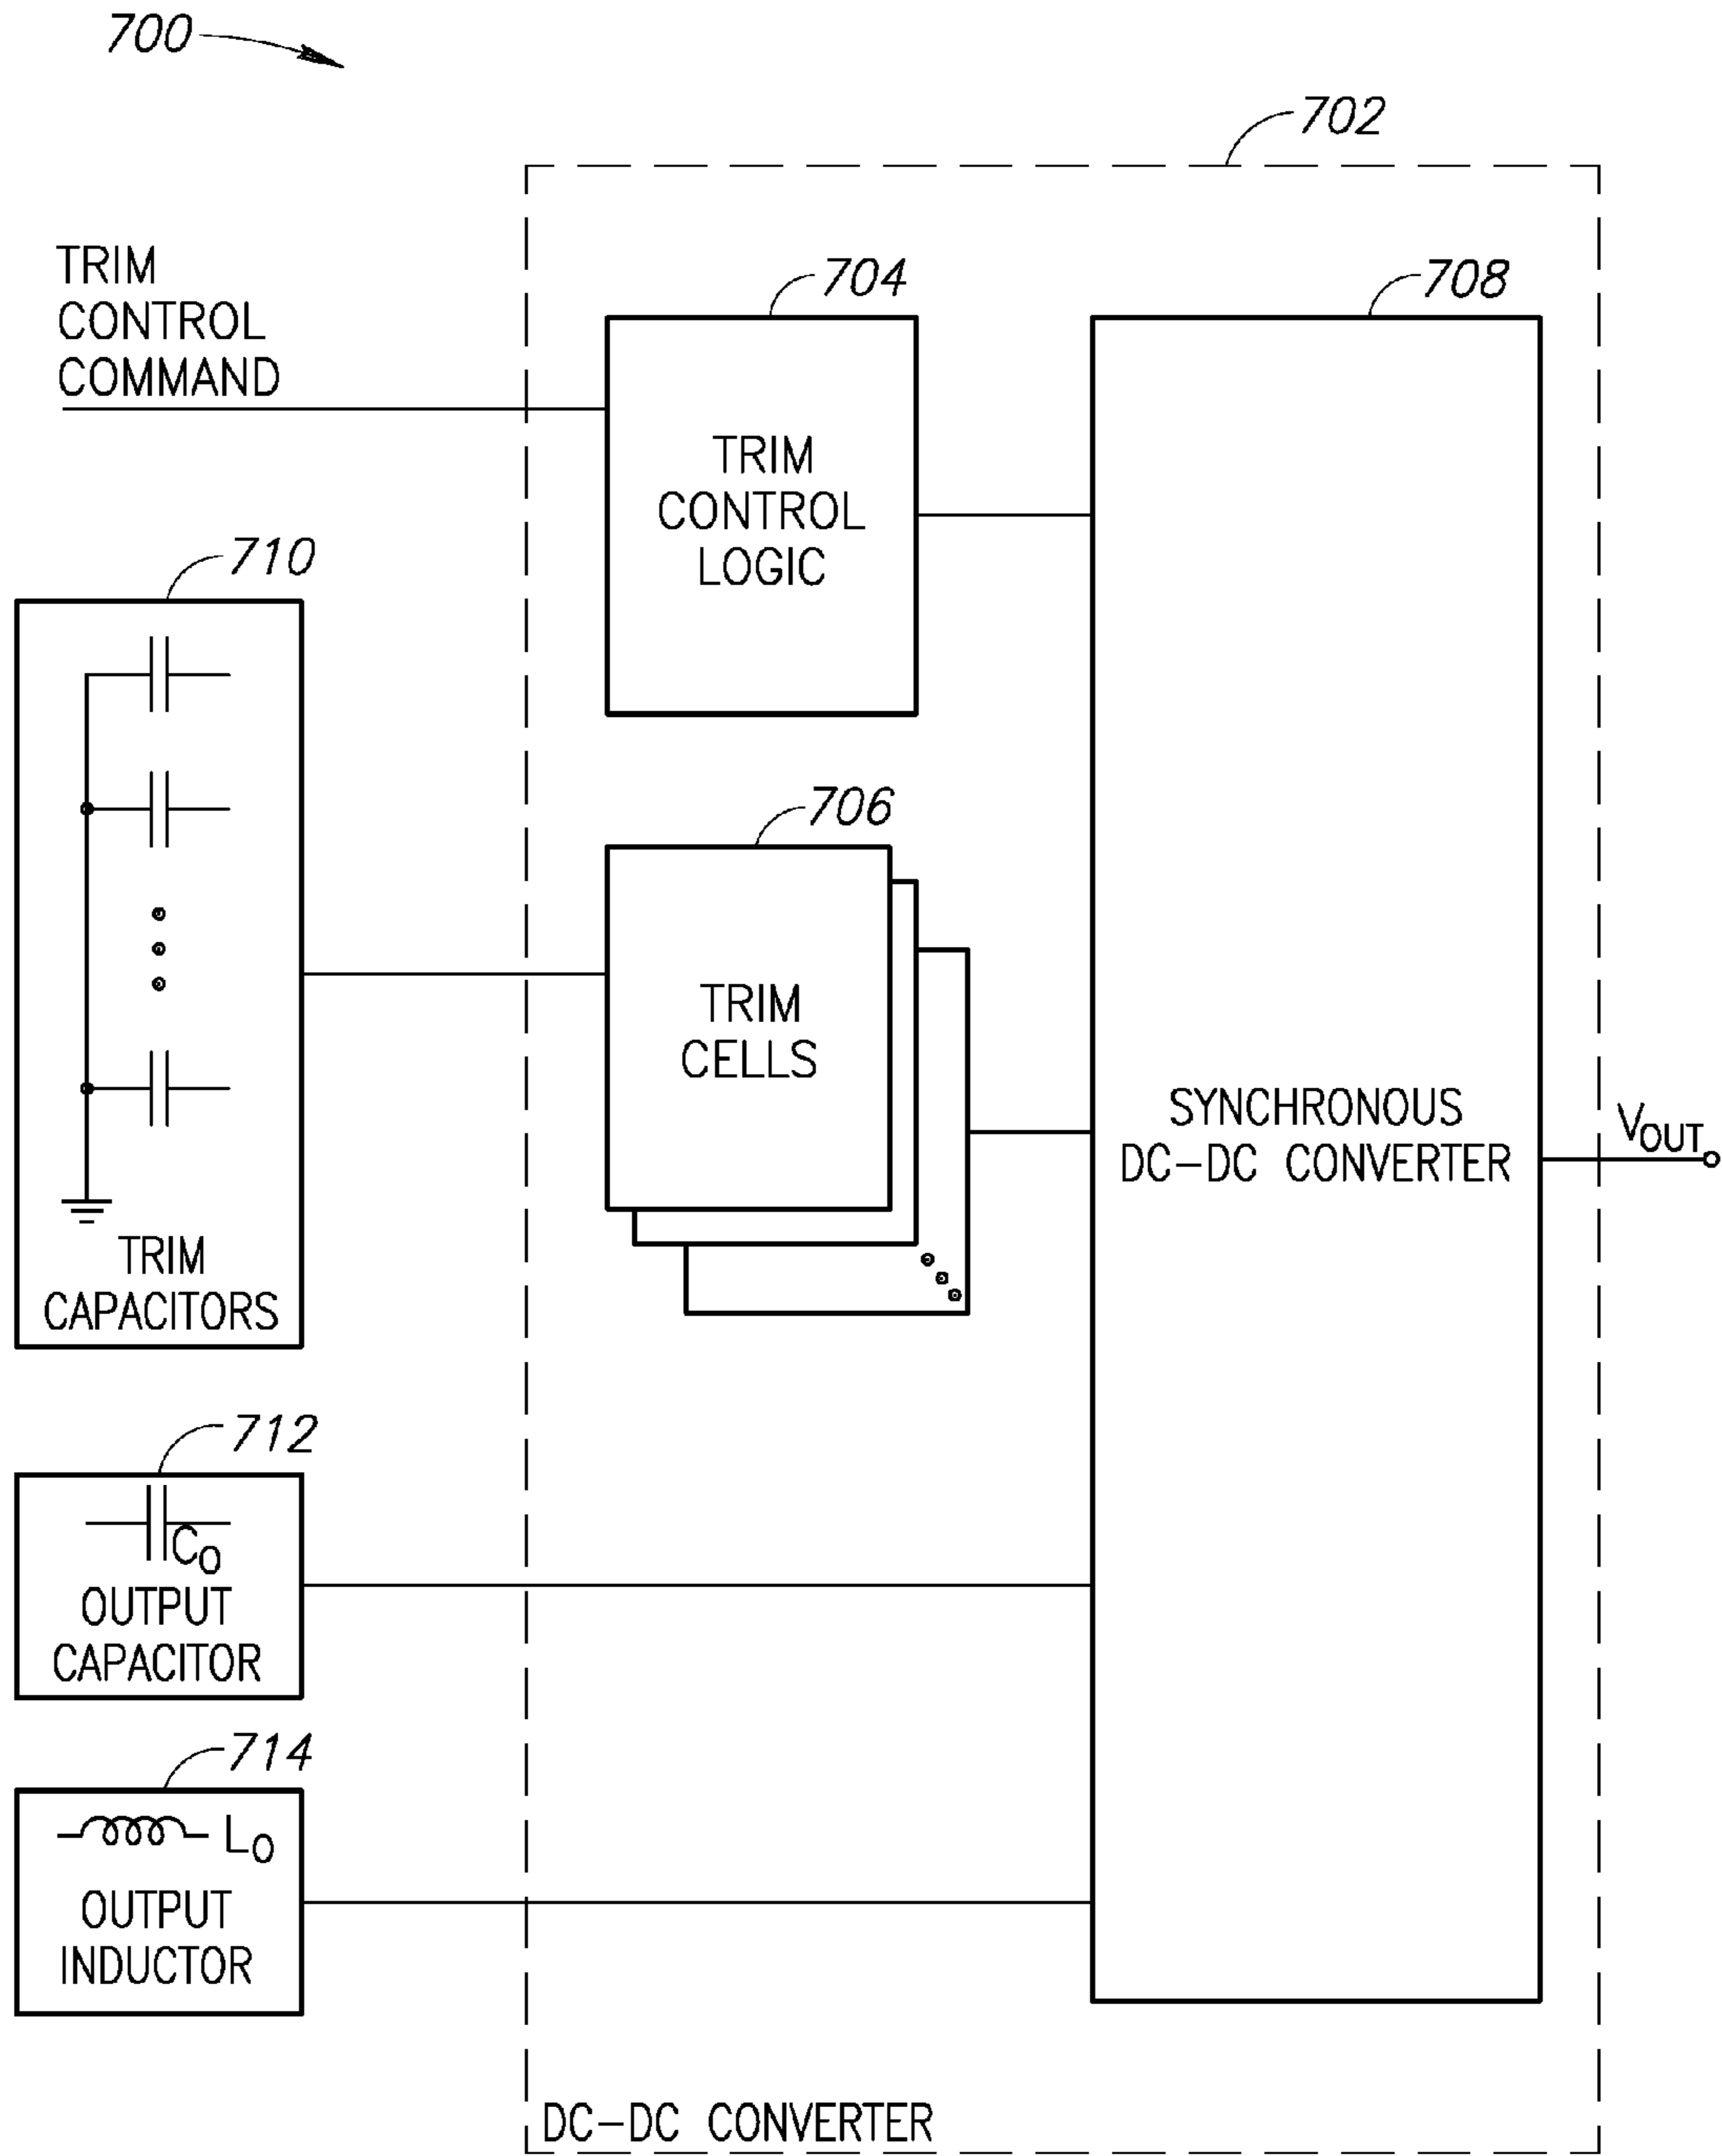 700
702
TRIM
CONTROL
COMMAND
704
708
TRIM
CONTROL
LOGIC
710
706
TRIM
CELLS
SYNCHRONOUS
DC-DC CONVERTER
VOUT
TRIM
CAPACITORS
712
CO
OUTPUT
CAPACITOR
714
LO
OUTPUT
INDUCTOR
DC-DC CONVERTER